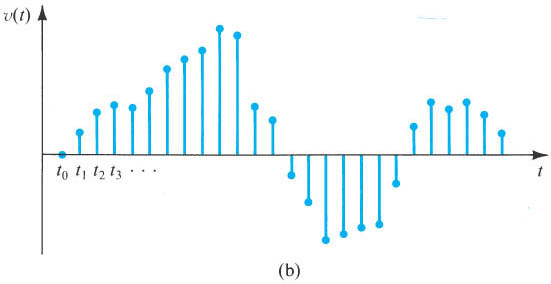 v(t)
t₀ t₁ t₂ t₃ · · · t
(b)